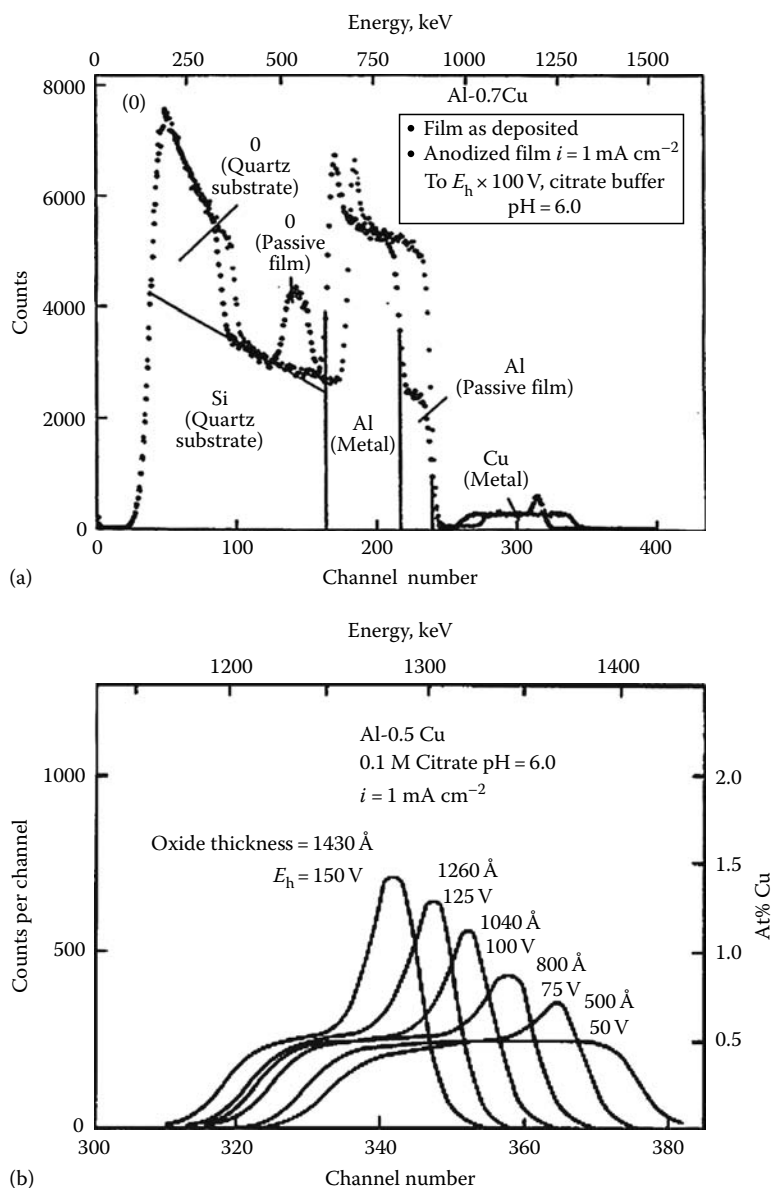 Energy, keV
0 250 500 600 700 800 900 1000 1250 1500
8000
6000
4000
2000
0
Counts
(0)
Al-0.7Cu
• Film as deposited
• Anodized film i = 1 mA cm−2
To Eh × 100 V, citrate buffer
pH = 6.0
0
(Quartz
substrate)
0
(Passive
film)
Si
(Quartz
substrate)
Al
(Metal)
Al
(Passive film)
Cu
(Metal)
0 100 200 300 400
(a)
Channel number
Energy, keV
1200 1300 1400
Al-0.5 Cu
0.1 M Citrate pH = 6.0
i = 1 mA cm−2
1000
500
0
Counts per channel
2.0
1.5
1.0
0.5
At% Cu
Oxide thickness = 1430 Å
Eh = 150 V
1260 Å
125 V
1040 Å
100 V
800 Å
75 V
500 Å
50 V
300 320 340 360 380
(b)
Channel number